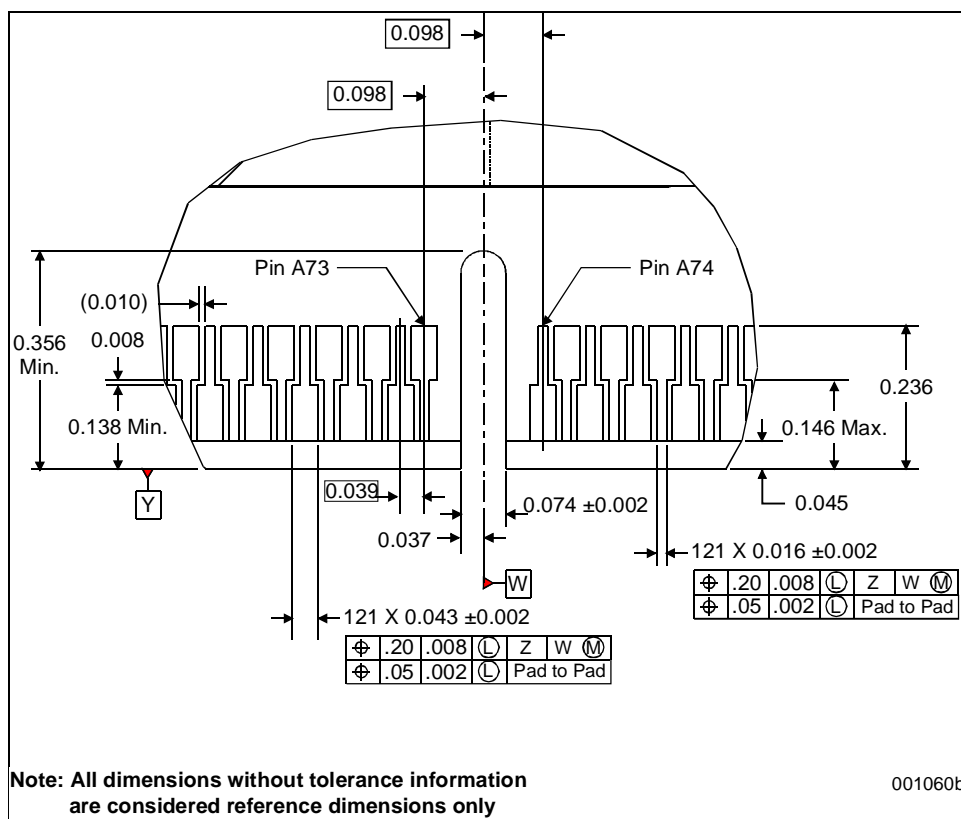 0.098
0.098
Pin A73
Pin A74
(0.010)
0.356
Min.
0.008
0.236
0.138 Min.
0.146 Max.
0.039
0.074 ±0.002
0.045
Y
0.037
121 X 0.016 ±0.002
W
⌖ .20 .008 Ⓛ Z W Ⓜ
⌖ .05 .002 Ⓛ Pad to Pad
121 X 0.043 ±0.002
⌖ .20 .008 Ⓛ Z W Ⓜ
⌖ .05 .002 Ⓛ Pad to Pad
Note: All dimensions without tolerance information
are considered reference dimensions only
001060b